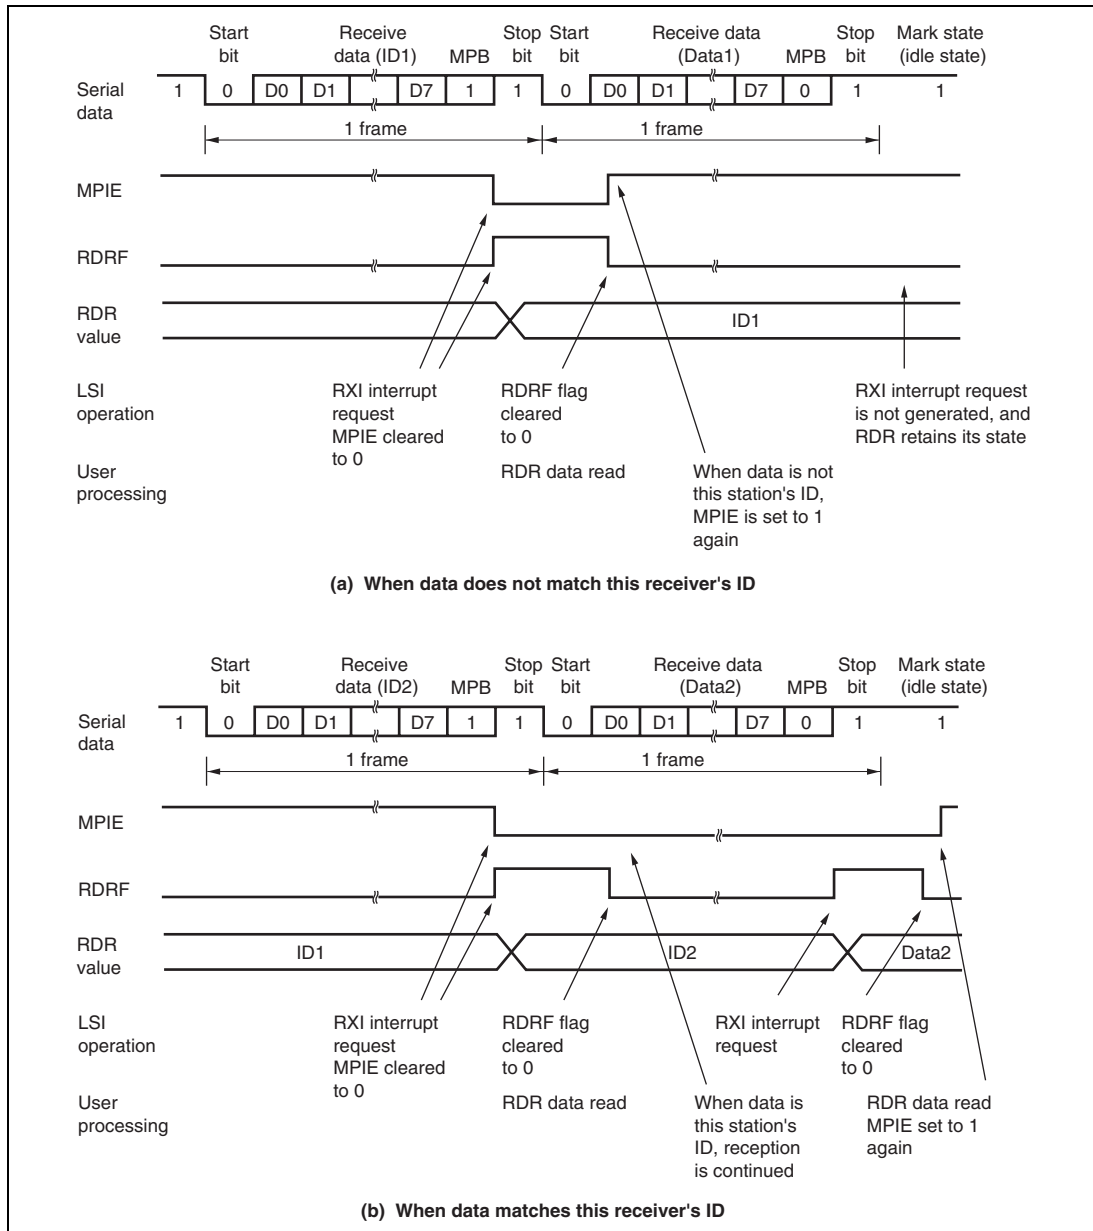 Start bit Receive data (ID1) MPB Stop bit Start bit Receive data (Data1) MPB Stop bit Mark state (idle state)
Serial data 1 0 D0 D1 D7 1 1 0 D0 D1 D7 0 1 1
1 frame 1 frame
MPIE
RDRF
RDR value ID1
LSI operation
RXI interrupt request MPIE cleared to 0
RDRF flag cleared to 0
RXI interrupt request is not generated, and RDR retains its state
User processing
RDR data read
When data is not this station's ID, MPIE is set to 1 again
(a) When data does not match this receiver's ID
Start bit Receive data (ID2) MPB Stop bit Start bit Receive data (Data2) MPB Stop bit Mark state (idle state)
Serial data 1 0 D0 D1 D7 1 1 0 D0 D1 D7 0 1 1
1 frame 1 frame
MPIE
RDRF
RDR value ID1 ID2 Data2
LSI operation
RXI interrupt request MPIE cleared to 0
RDRF flag cleared to 0
RXI interrupt request
RDRF flag cleared to 0
User processing
RDR data read
When data is this station's ID, reception is continued
RDR data read MPIE set to 1 again
(b) When data matches this receiver's ID